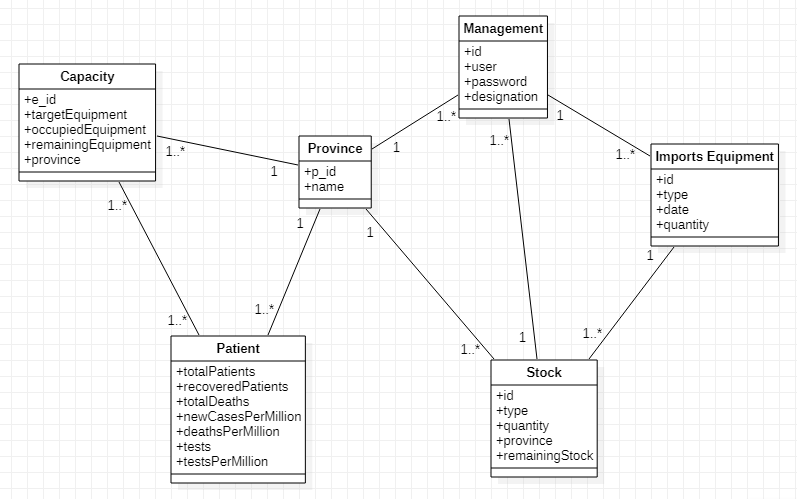 Management
+id
+user
+password
+designation
Capacity
+e_id
+targetEquipment
+occupiedEquipment
+remainingEquipment
+province
Province
+p_id
+name
Imports Equipment
+id
+type
+date
+quantity
Patient
+totalPatients
+recoveredPatients
+totalDeaths
+newCasesPerMillion
+deathsPerMillion
+tests
+testsPerMillion
Stock
+id
+type
+quantity
+province
+remainingStock
1..*
1
1
1..*
1..*
1
1..*
1..*
1..*
1
1
1..*
1
1..*
1..*
1
1
1..*